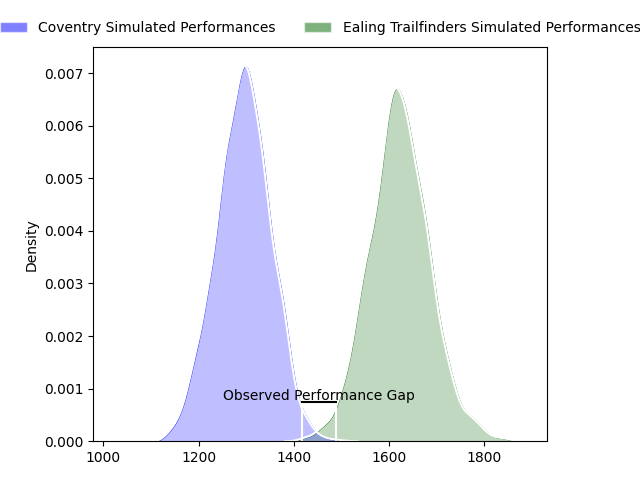 Coventry Simulated Performances
Ealing Trailfinders Simulated Performances
0.007
0.006
0.005
0.004
0.003
0.002
0.001
0.000
Density
Observed Performance Gap
1000 1200 1400 1600 1800